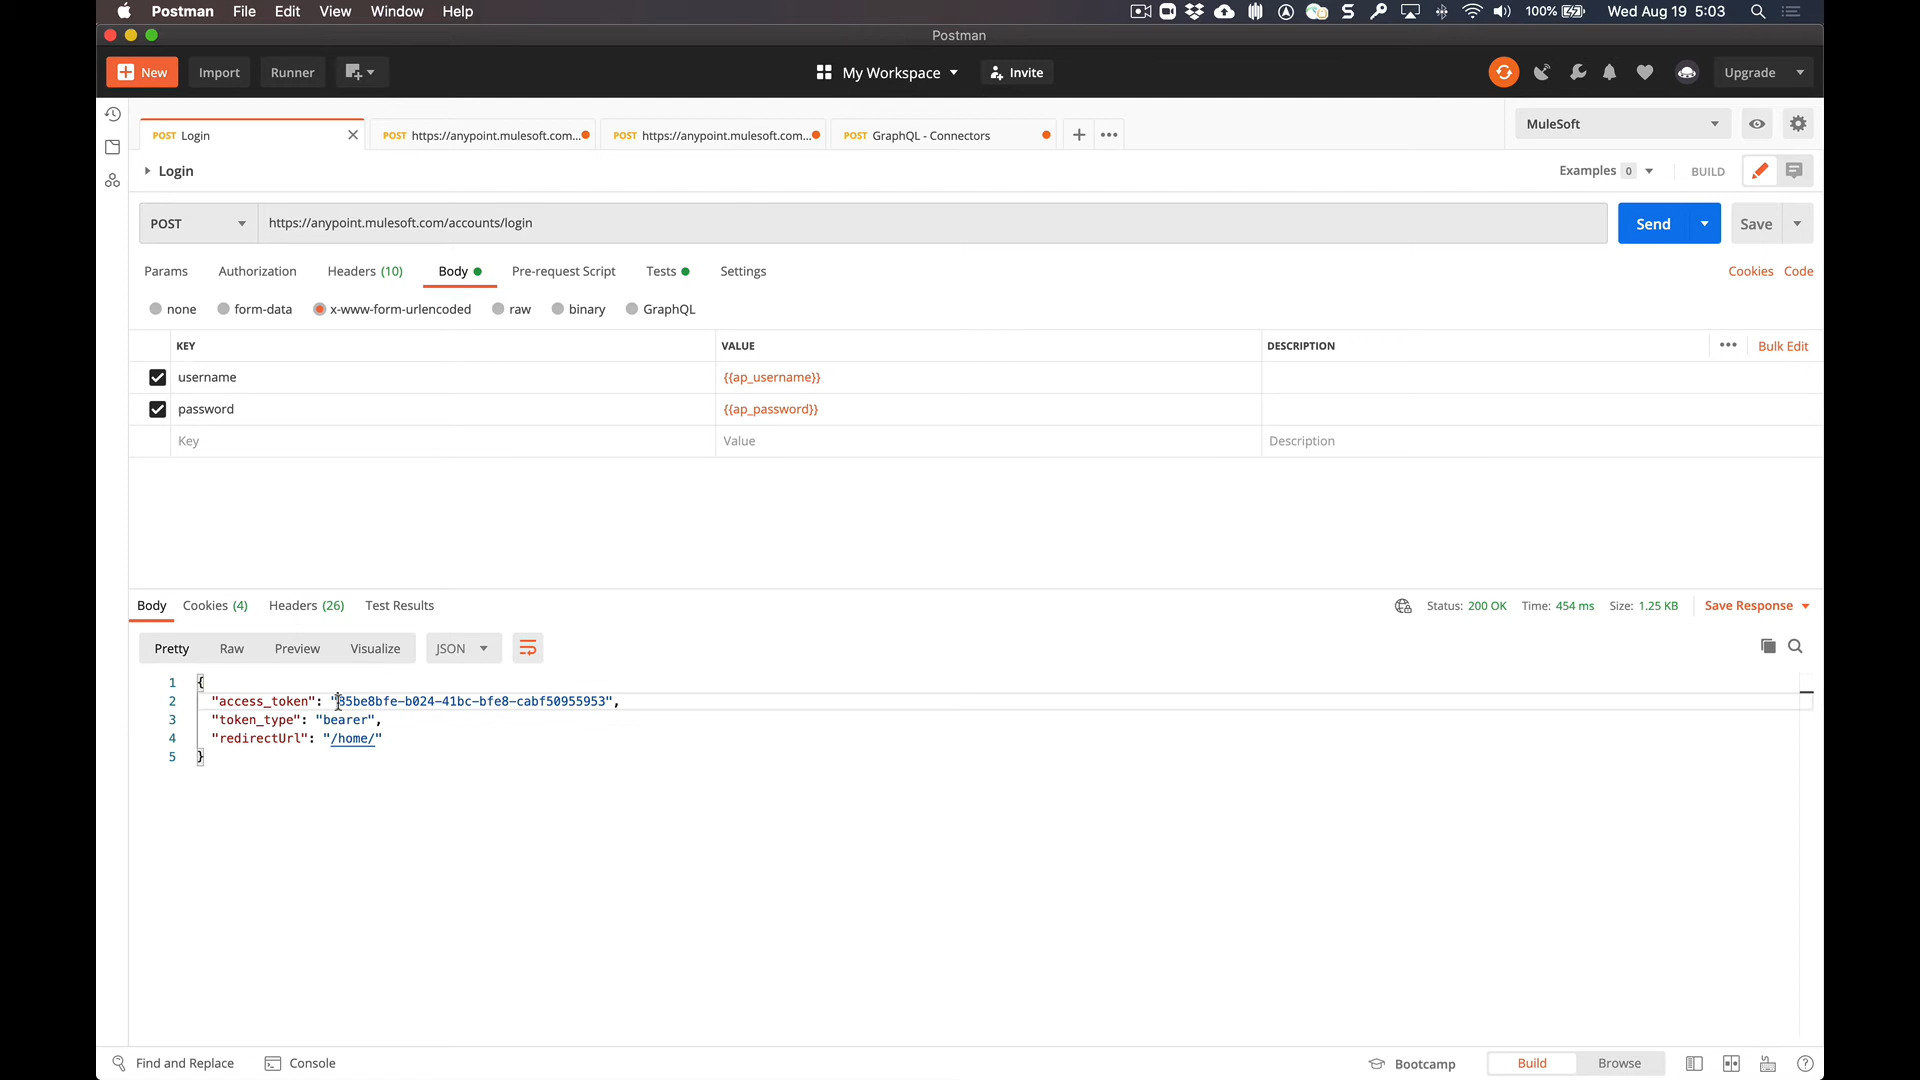 Postman File Edit View Window Help 100% Wed Aug 19 5:03
Postman
New Import Runner My Workspace Invite Upgrade
POST Login POST https://anypoint.mulesoft.com... POST https://anypoint.mulesoft.com... POST GraphQL - Connectors MuleSoft
Login Examples 0 BUILD
POST https://anypoint.mulesoft.com/accounts/login Send Save
Params Authorization Headers (10) Body Pre-request Script Tests Settings Cookies Code
none form-data x-www-form-urlencoded raw binary GraphQL
KEY VALUE DESCRIPTION Bulk Edit
username {{ap_username}}
password {{ap_password}}
Key Value Description
Body Cookies (4) Headers (26) Test Results Status: 200 OK Time: 454 ms Size: 1.25 KB Save Response
Pretty Raw Preview Visualize JSON
1 {
2 "access_token": "85be8bfe-b024-41bc-bfe8-cabf50955953",
3 "token_type": "bearer",
4 "redirectUrl": "/home/"
5 }
Find and Replace Console Bootcamp Build Browse